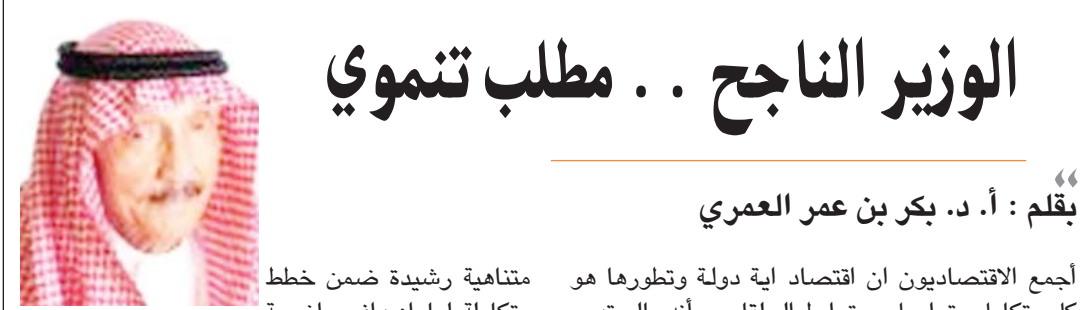 الوزير الناجح . . مطلب تنموي
بقلم : أ. د. بكر بن عمر العمري
أجمع الاقتصاديون ان اقتصاد اية دولة وتطورها هو
متناهية رشيدة ضمن خطط